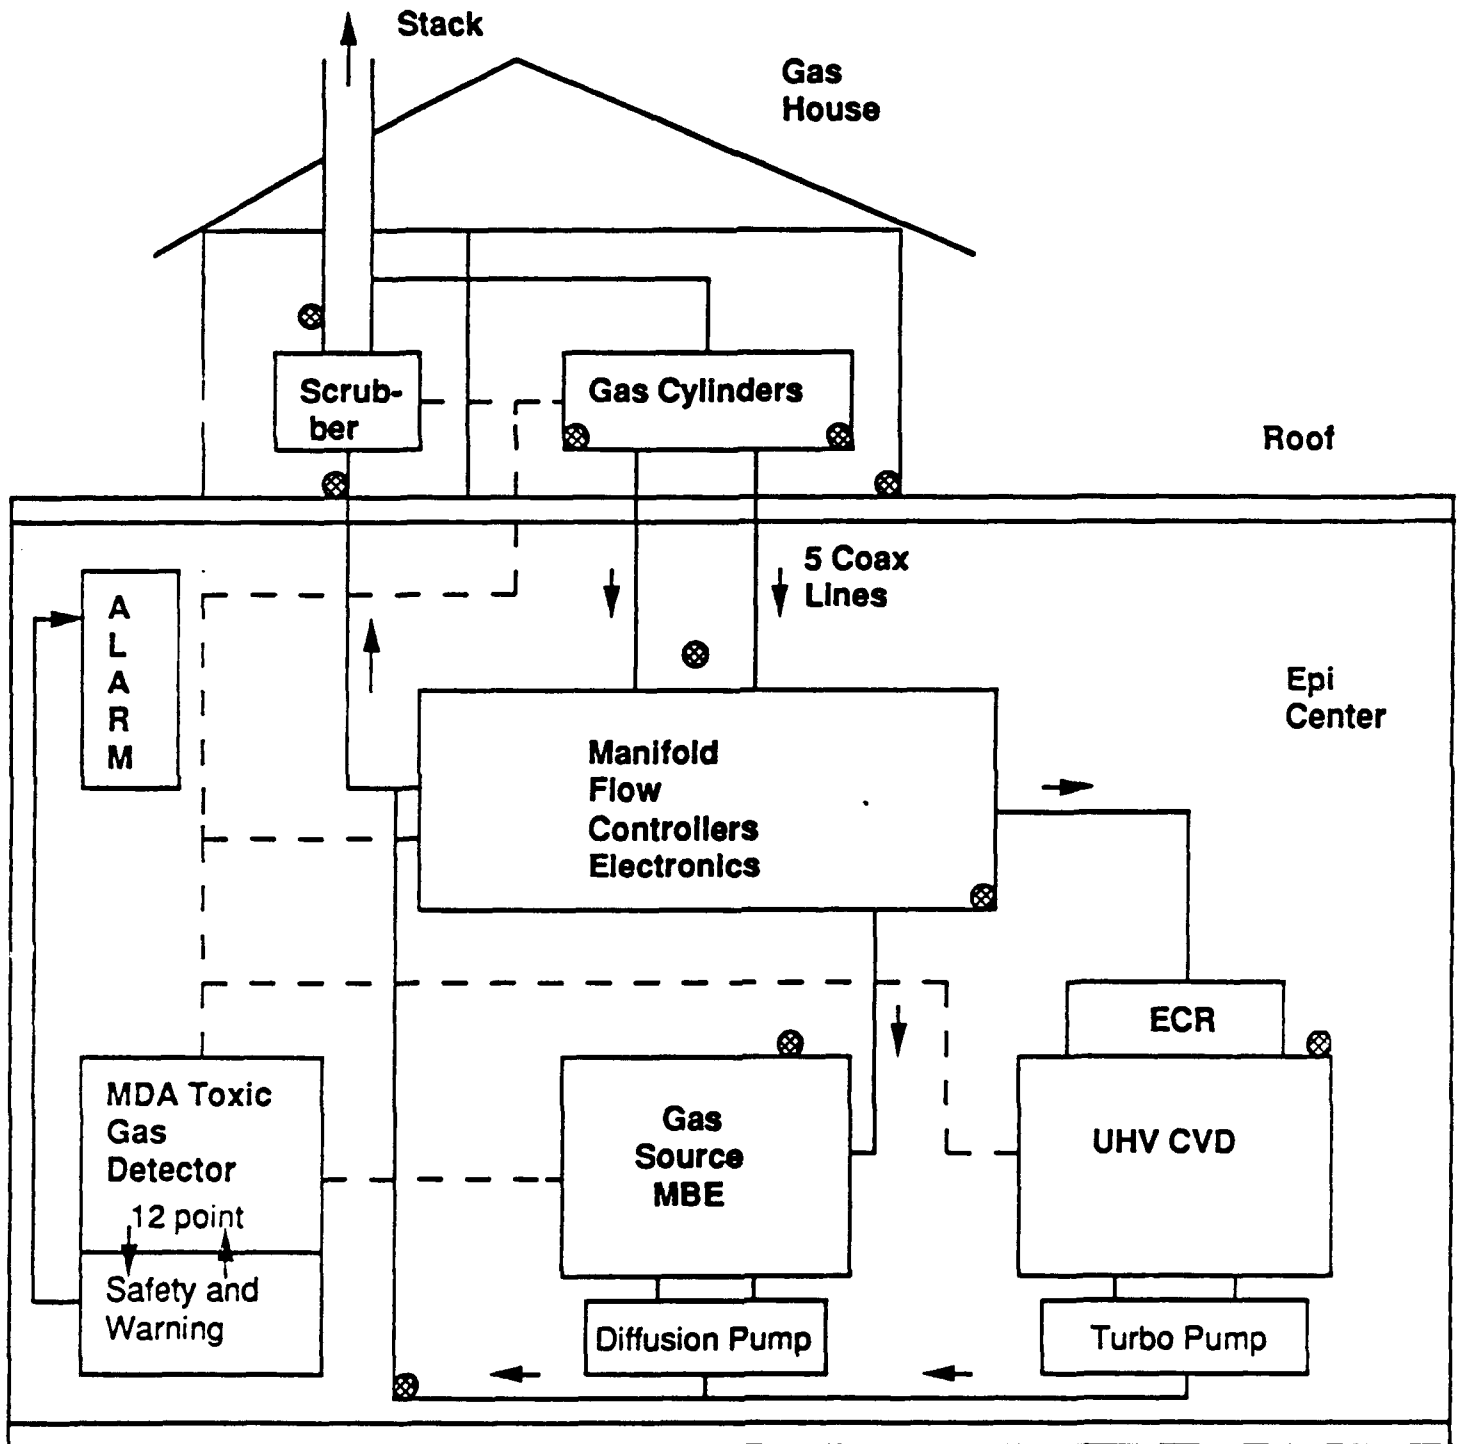 Stack
Gas
House
Scrub-
ber
Gas Cylinders
Roof
5 Coax
Lines
A
L
A
R
M
Epi
Center
Manifold
Flow
Controllers
Electronics
ECR
MDA Toxic
Gas
Detector
12 point
Safety and
Warning
Gas
Source
MBE
UHV CVD
Diffusion Pump
Turbo Pump